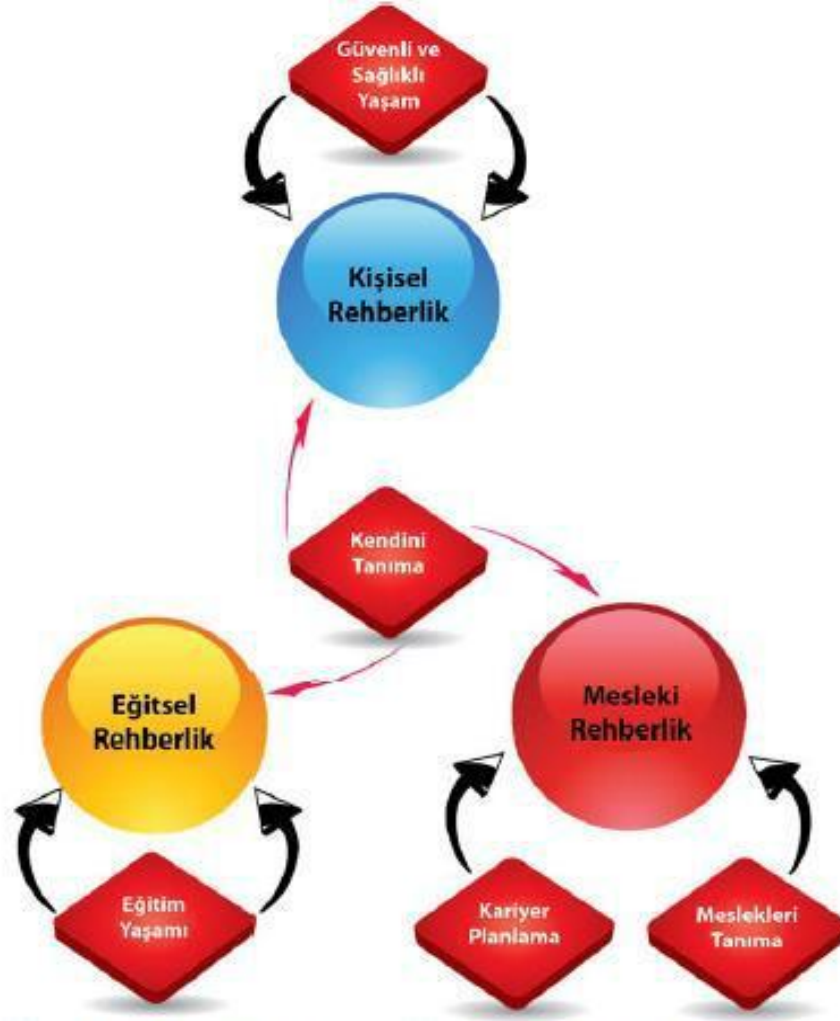 Güvenli ve
Sağlıklı
Yaşam
Kişisel
Rehberlik
Kendini
Tanıma
Eğitsel
Rehberlik
Mesleki
Rehberlik
Eğitim
Yaşamı
Kariyer
Planlama
Meslekleri
Tanıma